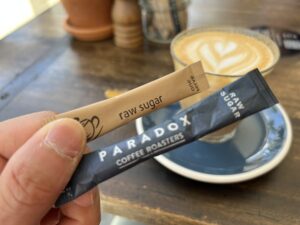 raw sugar
PARADOX
COFFEE ROASTERS
RAW
SUGAR